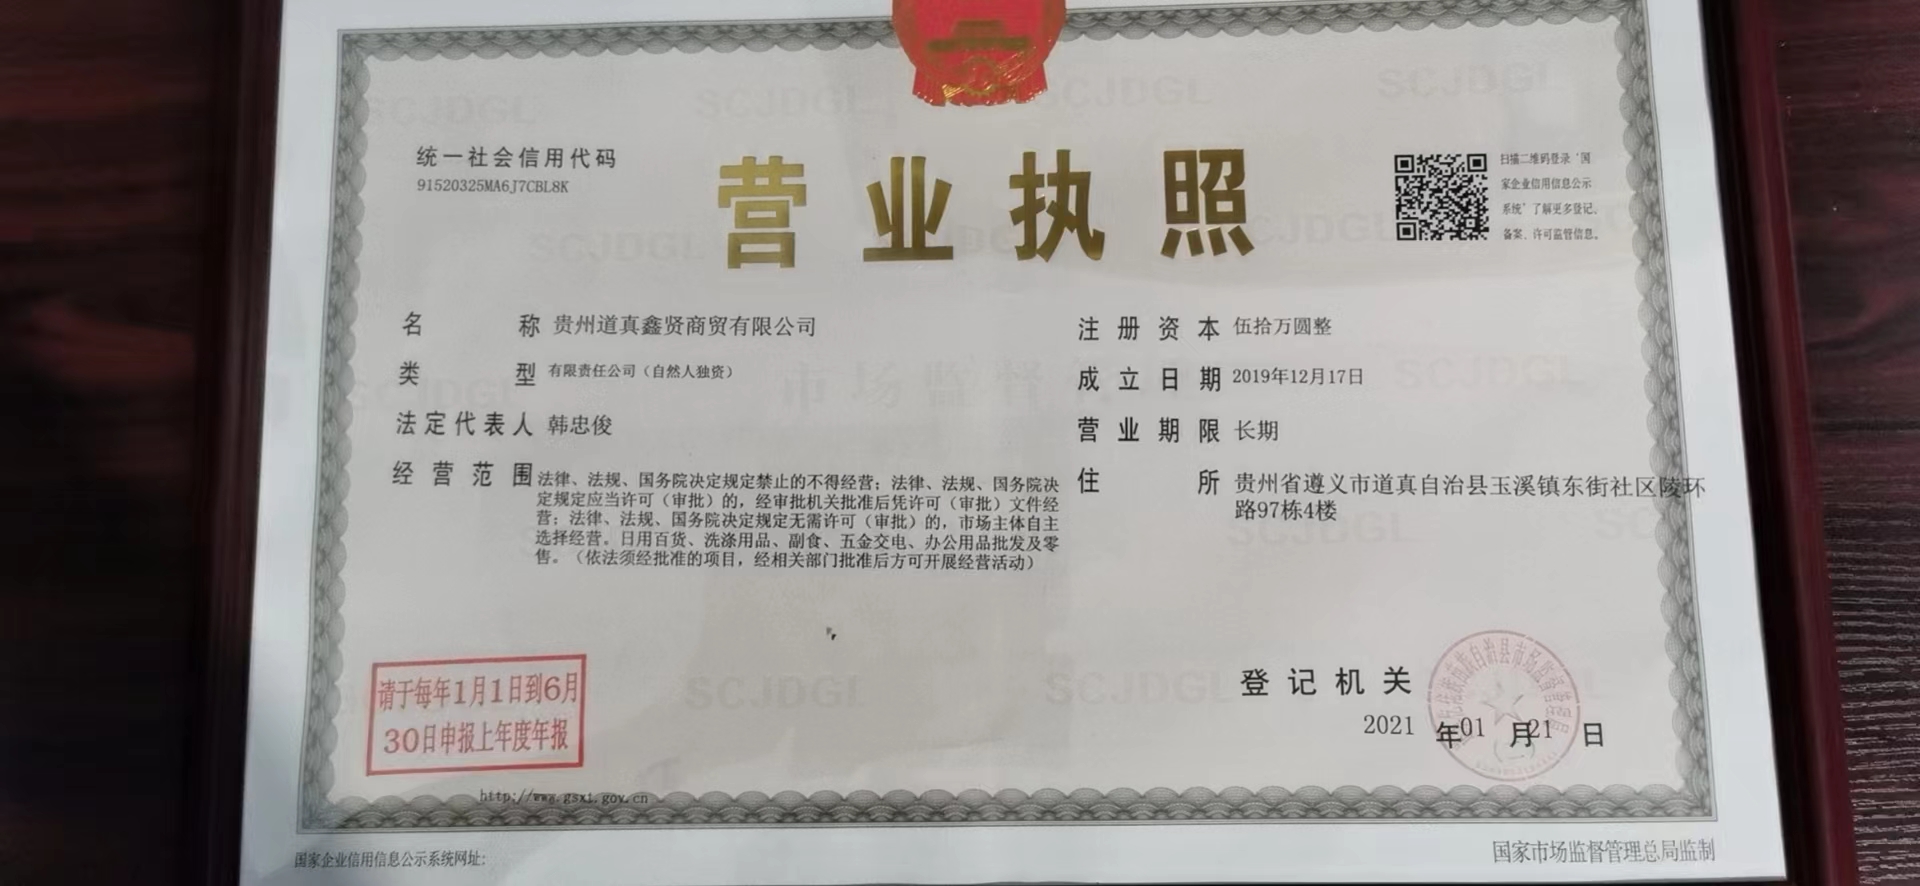 统一社会信用代码
91520325MA6J7CBL8K
营业执照
扫描二维码登录‘国
家企业信用信息公示
系统’了解更多登记、
备案、许可监管信息。
名 称 贵州道真鑫贤商贸有限公司
类 型 有限责任公司（自然人独资）
法定代表人 韩忠俊
经营范围 法律、法规、国务院决定规定禁止的不得经营；法律、法规、国务院决
定规定应当许可（审批）的，经审批机关批准后凭许可（审批）文件经
营；法律、法规、国务院决定规定无需许可（审批）的，市场主体自主
选择经营。日用百货、洗涤用品、副食、五金交电、办公用品批发及零
售。（依法须经批准的项目，经相关部门批准后方可开展经营活动）
注册资本 伍拾万圆整
成立日期 2019年12月17日
营业期限 长期
住 所 贵州省遵义市道真自治县玉溪镇东街社区陵环
路97栋4楼
请于每年1月1日到6月
30日申报上年度年报
登记机关
2021 年01 月21 日
http://www.gsxt.gov.cn
国家企业信用信息公示系统网址:
国家市场监督管理总局监制
SCJDGL